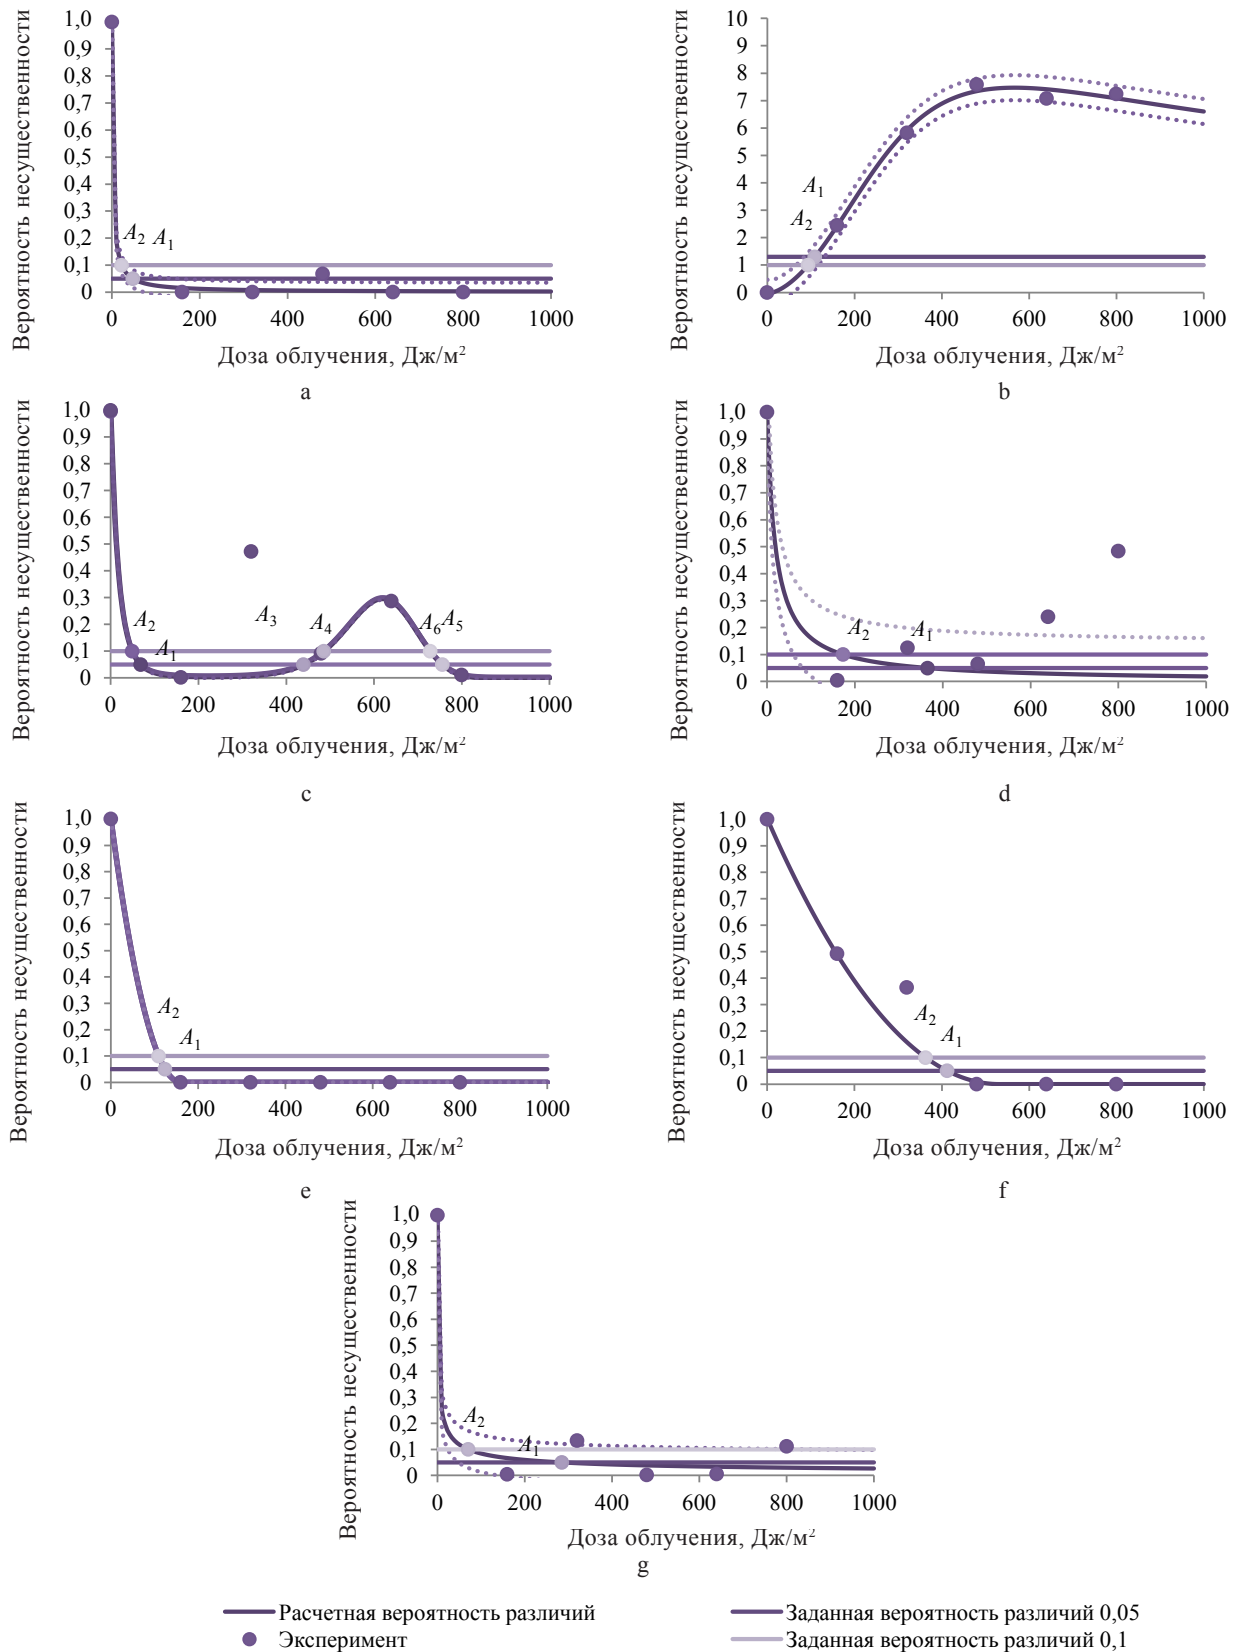 Вероятность несущественности
1,0
0,9
0,8
0,7
0,6
0,5
0,4
0,3
0,2
0,1
0
A2 A1
0 200 400 600 800 1000
Доза облучения, Дж/м²
a
Вероятность несущественности
10
9
8
7
6
5
4
3
2
1
0
A1
A2
0 200 400 600 800 1000
Доза облучения, Дж/м²
b
Вероятность несущественности
1,0
0,9
0,8
0,7
0,6
0,5
0,4
0,3
0,2
0,1
0
A2
A1
A3
A4
A6 A5
0 200 400 600 800 1000
Доза облучения, Дж/м²
c
Вероятность несущественности
1,0
0,9
0,8
0,7
0,6
0,5
0,4
0,3
0,2
0,1
0
A2
A1
0 200 400 600 800 1000
Доза облучения, Дж/м²
d
Вероятность несущественности
1,0
0,9
0,8
0,7
0,6
0,5
0,4
0,3
0,2
0,1
0
A2
A1
0 200 400 600 800 1000
Доза облучения, Дж/м²
e
Вероятность несущественности
1,0
0,9
0,8
0,7
0,6
0,5
0,4
0,3
0,2
0,1
0
A2
A1
0 200 400 600 800 1000
Доза облучения, Дж/м²
f
Вероятность несущественности
1,0
0,9
0,8
0,7
0,6
0,5
0,4
0,3
0,2
0,1
0
A2
A1
0 200 400 600 800 1000
Доза облучения, Дж/м²
g
Расчетная вероятность различий
Заданная вероятность различий 0,05
Эксперимент
Заданная вероятность различий 0,1